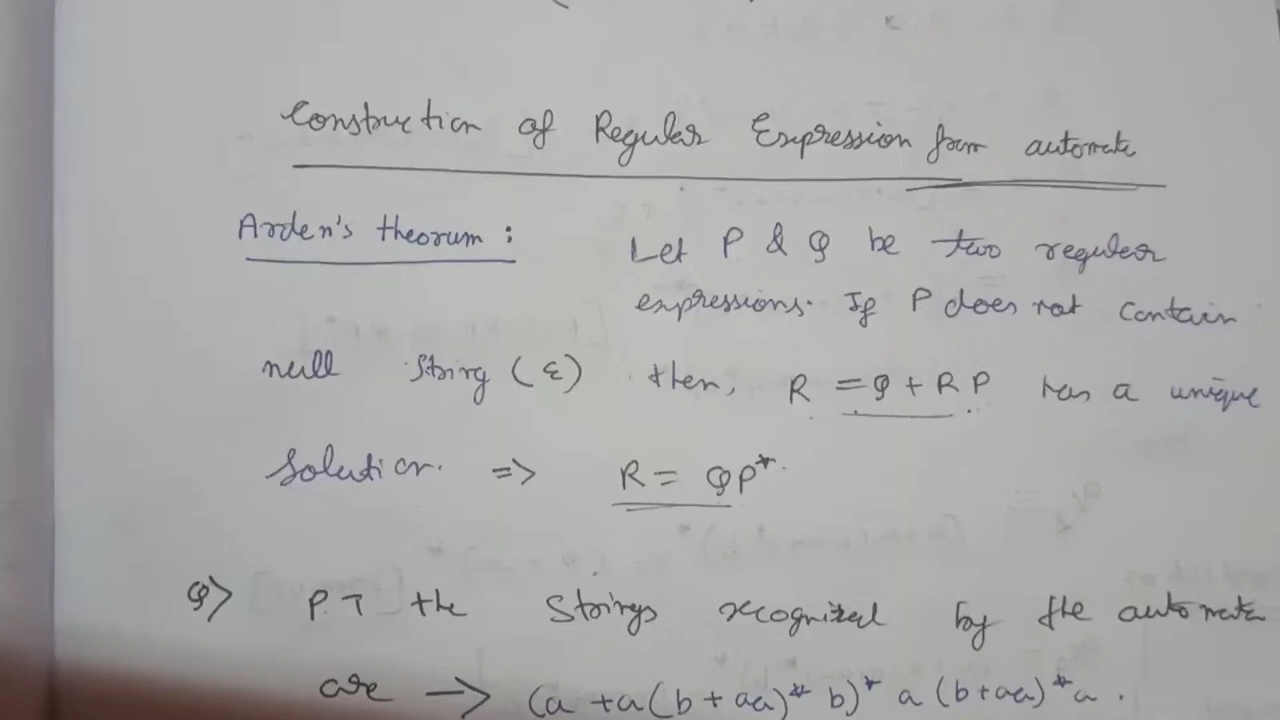 Construction of Regular Expression from automata
Arden's theorum : Let P & Q be two regular
expressions. If P does not contain
null string (ε) then, R = Q + RP has a unique
Solution. => R = QP*
Q> P.T the strings recognized by the automata
are → (a + a(b + aa)* b)* a (b+aa)* a .